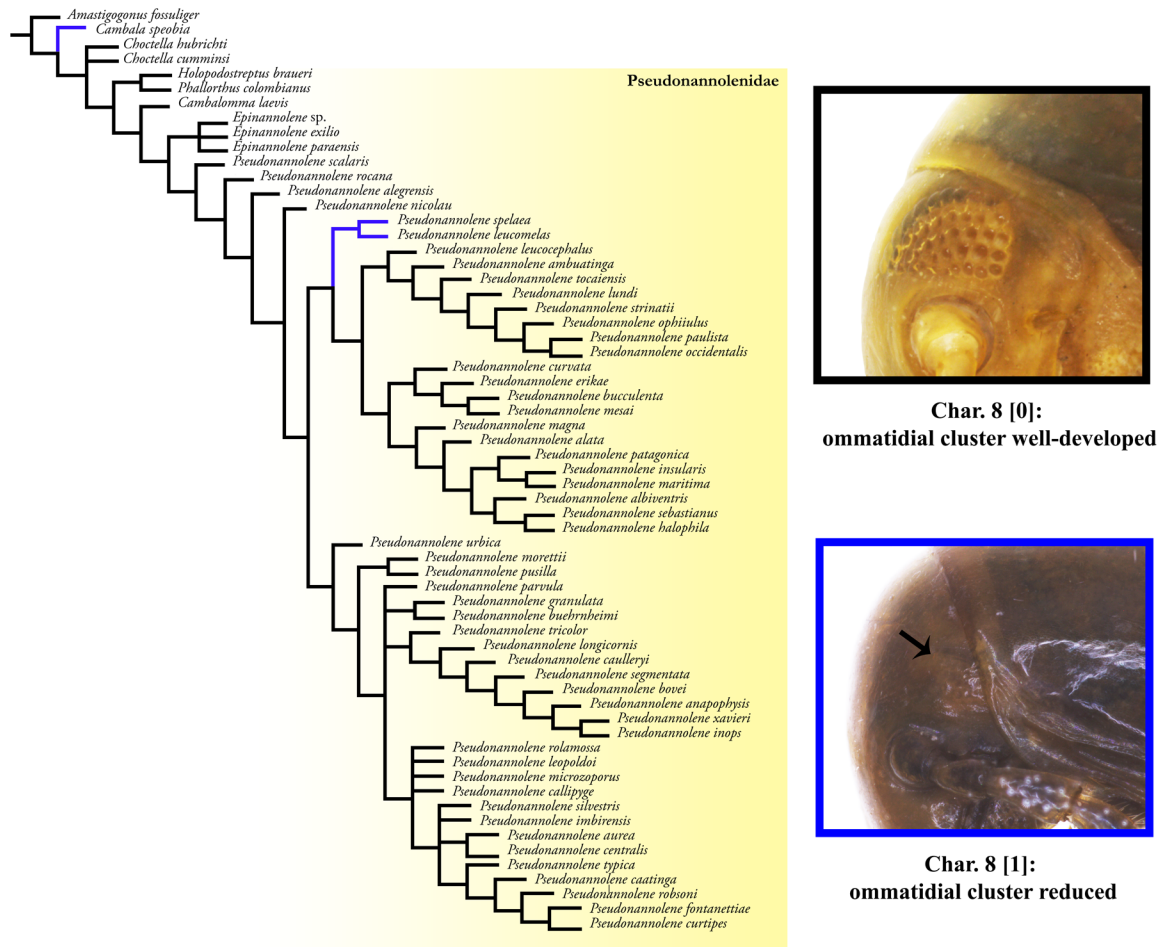 Amastigogonus fossuliger
Cambala speobia
Choctella hubrichti
Choctella cumminsi
Holopodostreptus braueri
Pseudonannolenidae
Phallorthus colombianus
Cambalomma laevis
Epinannolene sp.
Epinannolene exilio
Epinannolene paraensis
Pseudonannolene scalaris
Pseudonannolene rocana
Pseudonannolene alegrensis
Pseudonannolene nicolau
Pseudonannolene spelaea
Pseudonannolene leucomelas
Pseudonannolene leucocephalus
Pseudonannolene ambuatinga
Pseudonannolene tocaiensis
Pseudonannolene lundi
Pseudonannolene strinatii
Pseudonannolene ophiiulus
Pseudonannolene paulista
Pseudonannolene occidentalis
Pseudonannolene curvata
Pseudonannolene erikae
Pseudonannolene bucculenta
Pseudonannolene mesai
Pseudonannolene magna
Pseudonannolene alata
Pseudonannolene patagonica
Pseudonannolene insularis
Pseudonannolene maritima
Pseudonannolene albiventris
Pseudonannolene sebastianus
Pseudonannolene halophila
Pseudonannolene urbica
Pseudonannolene morettii
Pseudonannolene pusilla
Pseudonannolene parvula
Pseudonannolene granulata
Pseudonannolene buehrnheimi
Pseudonannolene tricolor
Pseudonannolene longicornis
Pseudonannolene caulleryi
Pseudonannolene segmentata
Pseudonannolene bovei
Pseudonannolene anapophysis
Pseudonannolene xavieri
Pseudonannolene inops
Pseudonannolene rolamossa
Pseudonannolene leopoldoi
Pseudonannolene microzoporus
Pseudonannolene callipyge
Pseudonannolene silvestris
Pseudonannolene imbirensis
Pseudonannolene aurea
Pseudonannolene centralis
Pseudonannolene typica
Pseudonannolene caatinga
Pseudonannolene robsoni
Pseudonannolene fontanettiae
Pseudonannolene curtipes
Char. 8 [0]:
ommatidial cluster well-developed
Char. 8 [1]:
ommatidial cluster reduced